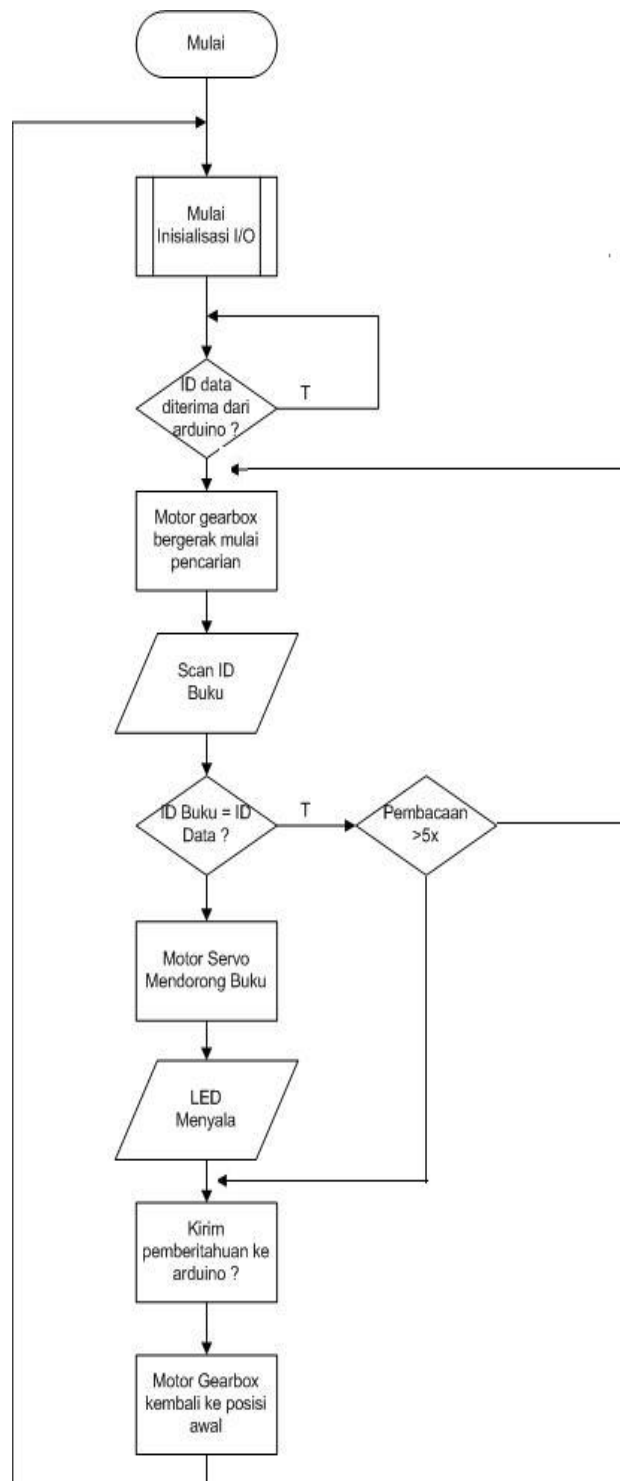 Mulai
Mulai
Inisialisasi I/O
ID data
diterima dari
arduino ?
T
Motor gearbox
bergerak mulai
pencarian
Scan ID
Buku
ID Buku = ID
Data ?
T
Pembacaan
>5x
Motor Servo
Mendorong Buku
LED
Menyala
Kirim
pemberitahuan ke
arduino ?
Motor Gearbox
kembali ke posisi
awal